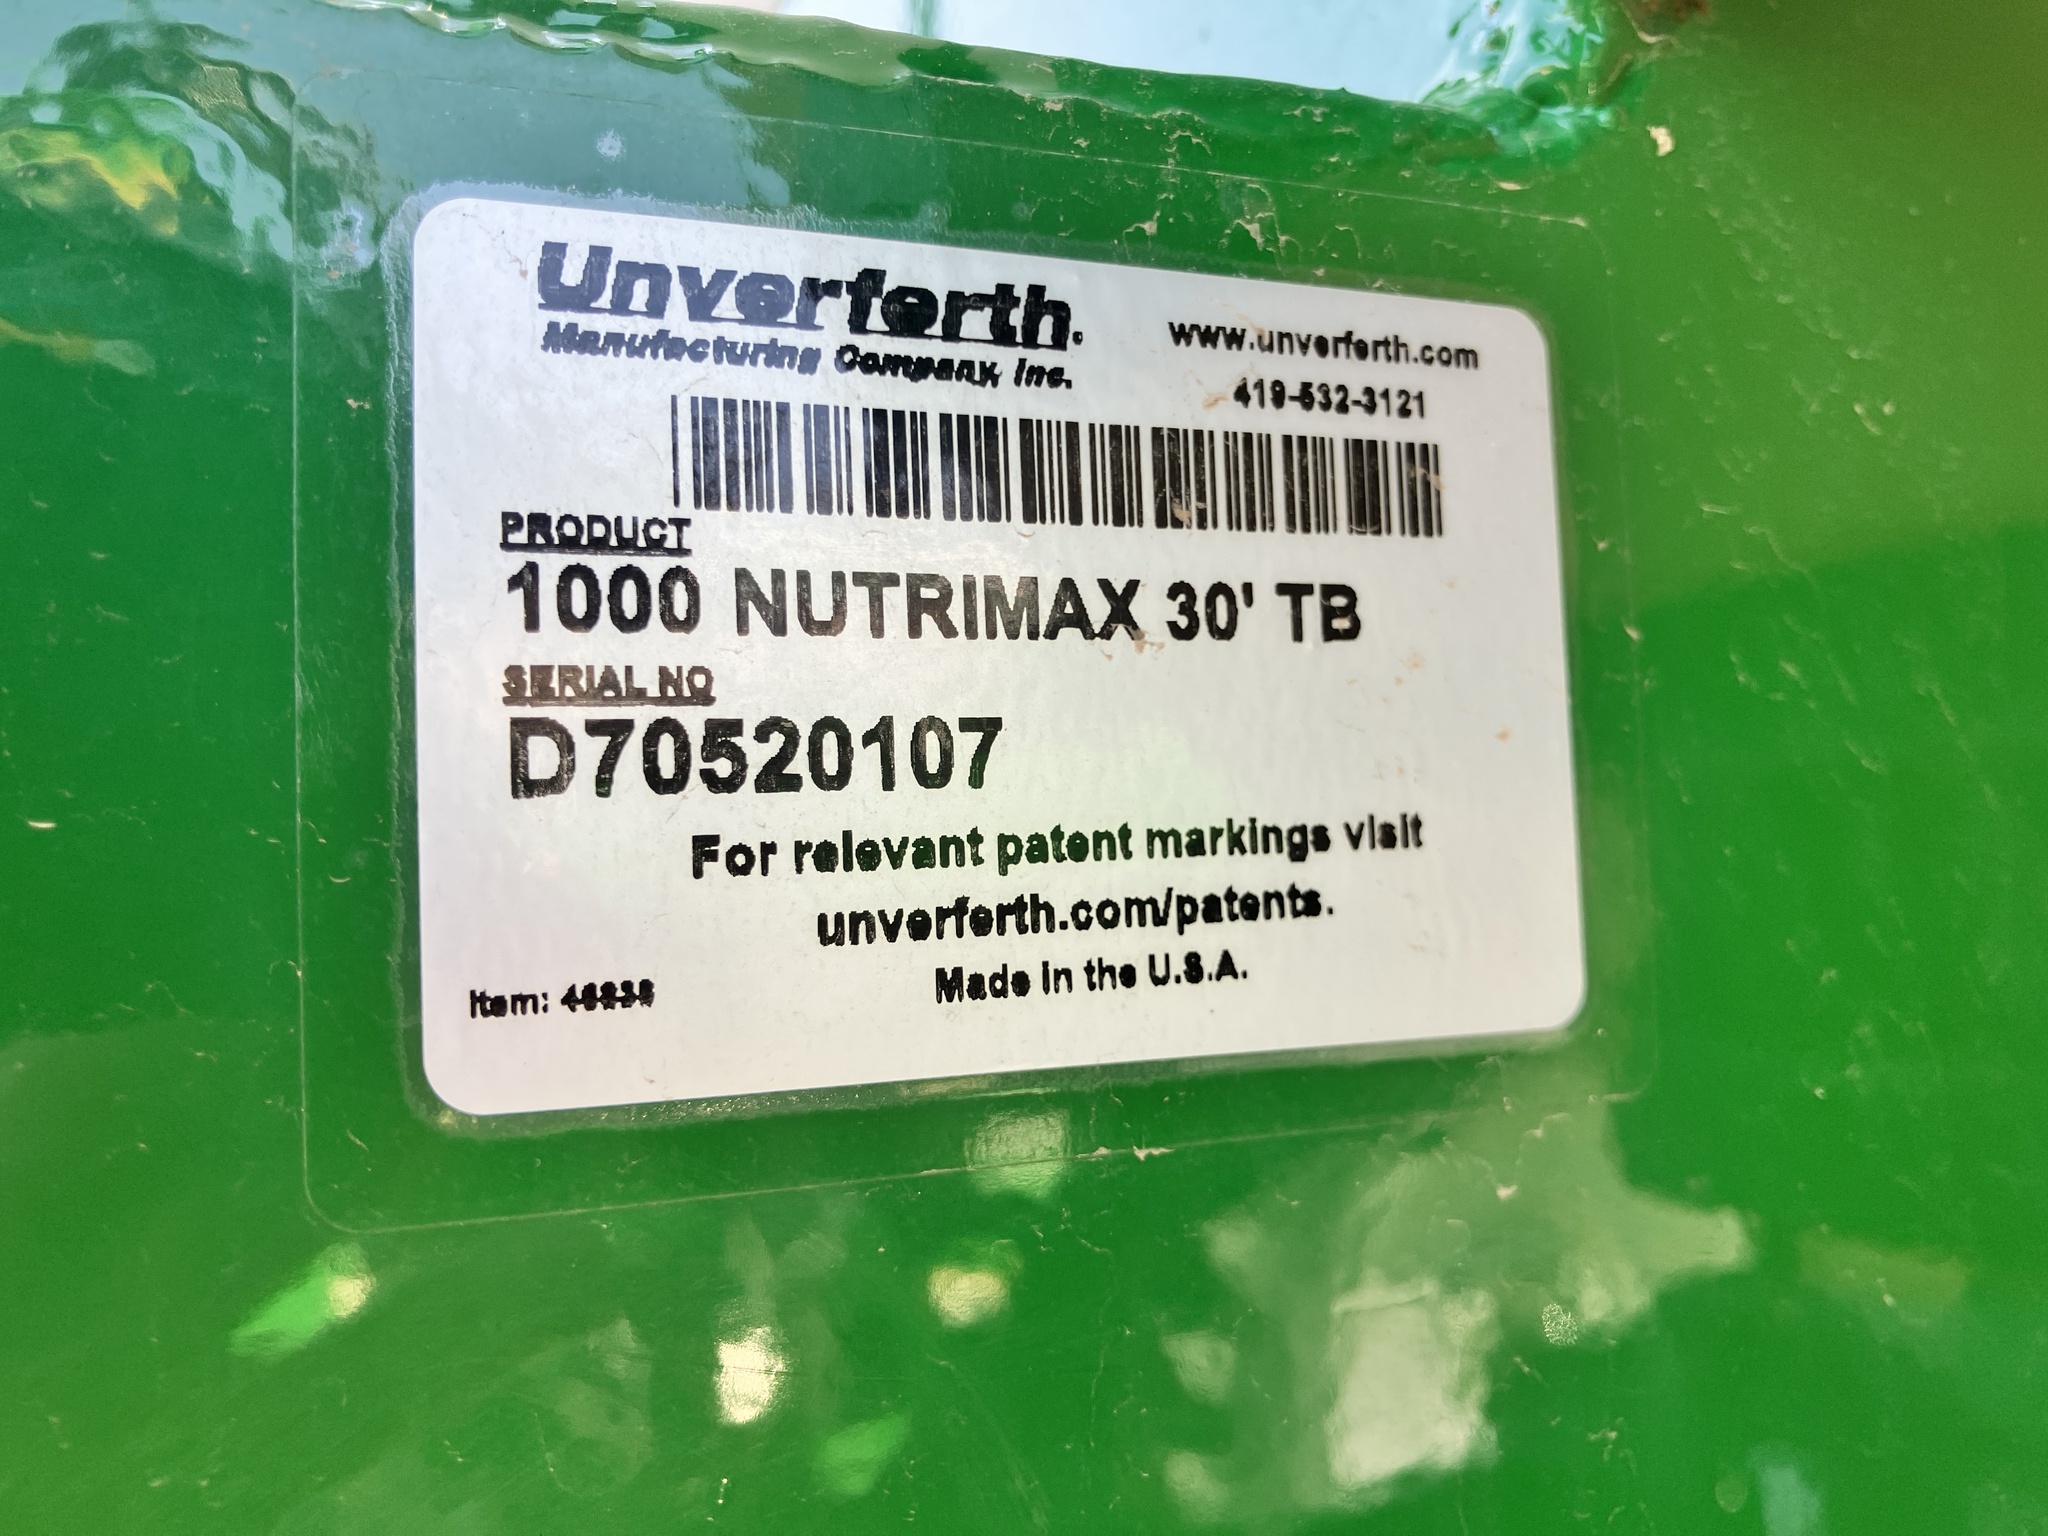 Unverferth.
Manufacturing Company, Inc.
www.unverferth.com
419-532-3121
PRODUCT
1000 NUTRIMAX 30' TB
SERIAL NO
D70520107
For relevant patent markings visit
unverferth.com/patents.
Made in the U.S.A.
Item: